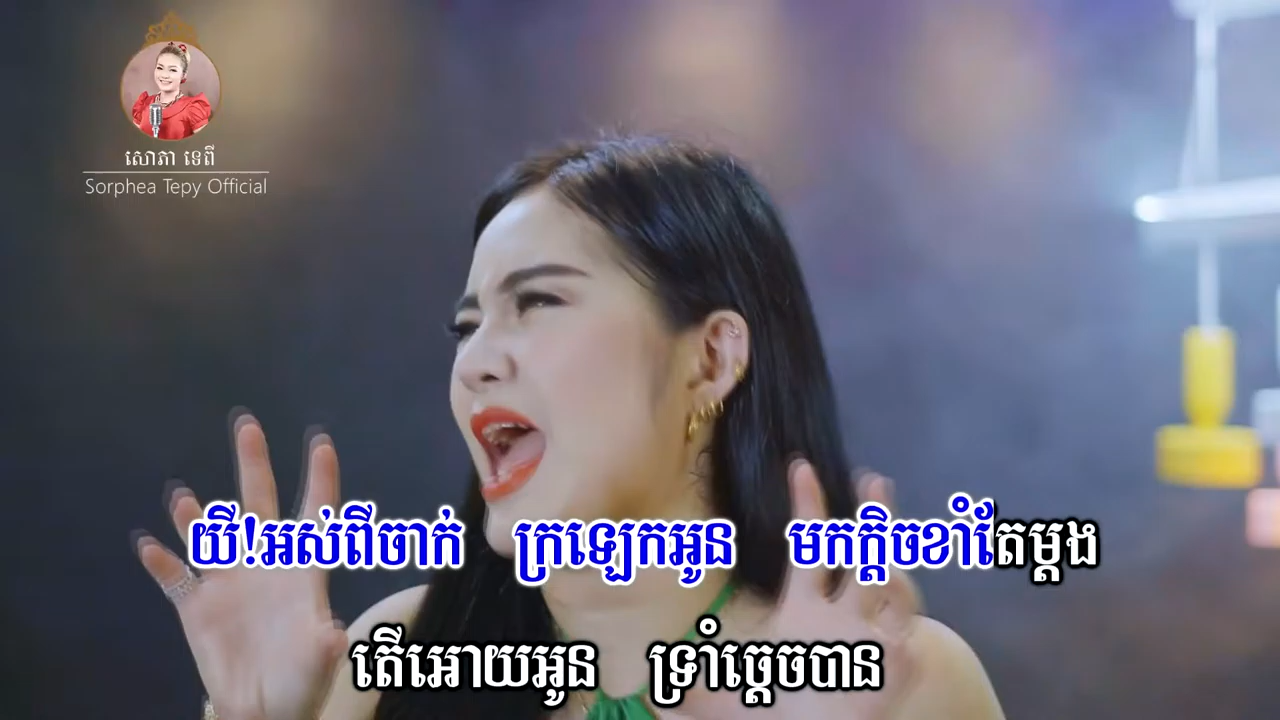 សោភា ទេពី
Sorphea Tepy Official
យី!អស់ពីចាក់ ក្រឡេកអូន មកក្ដិចខាំតែម្ដង
តើអោយអូន ទ្រាំច្ដេចបាន